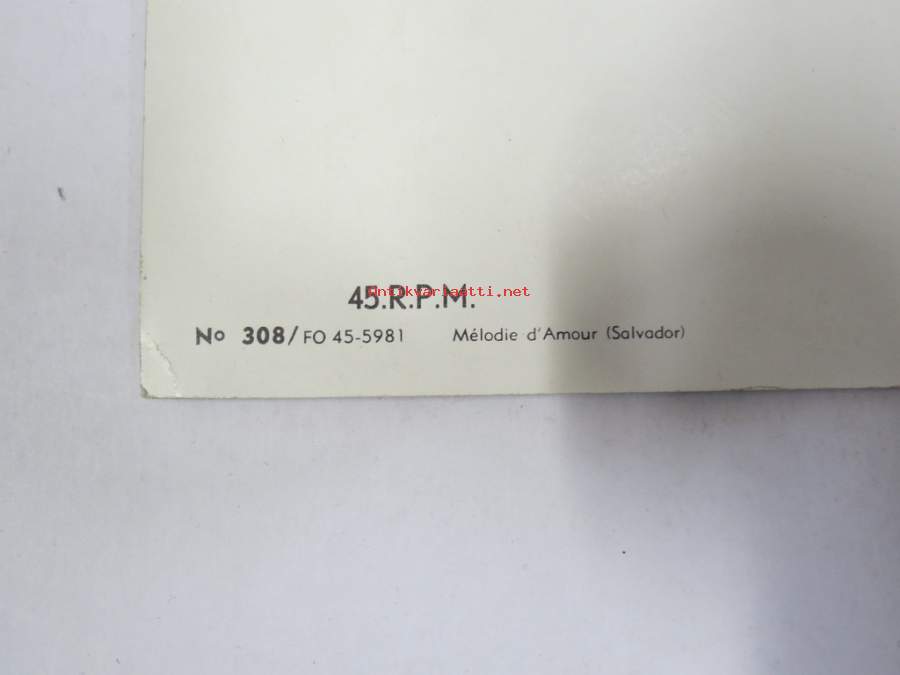 45.R.P.M.
Antikvariaatti.net
No 308/ FO 45-5981 Mélodie d'Amour (Salvador)